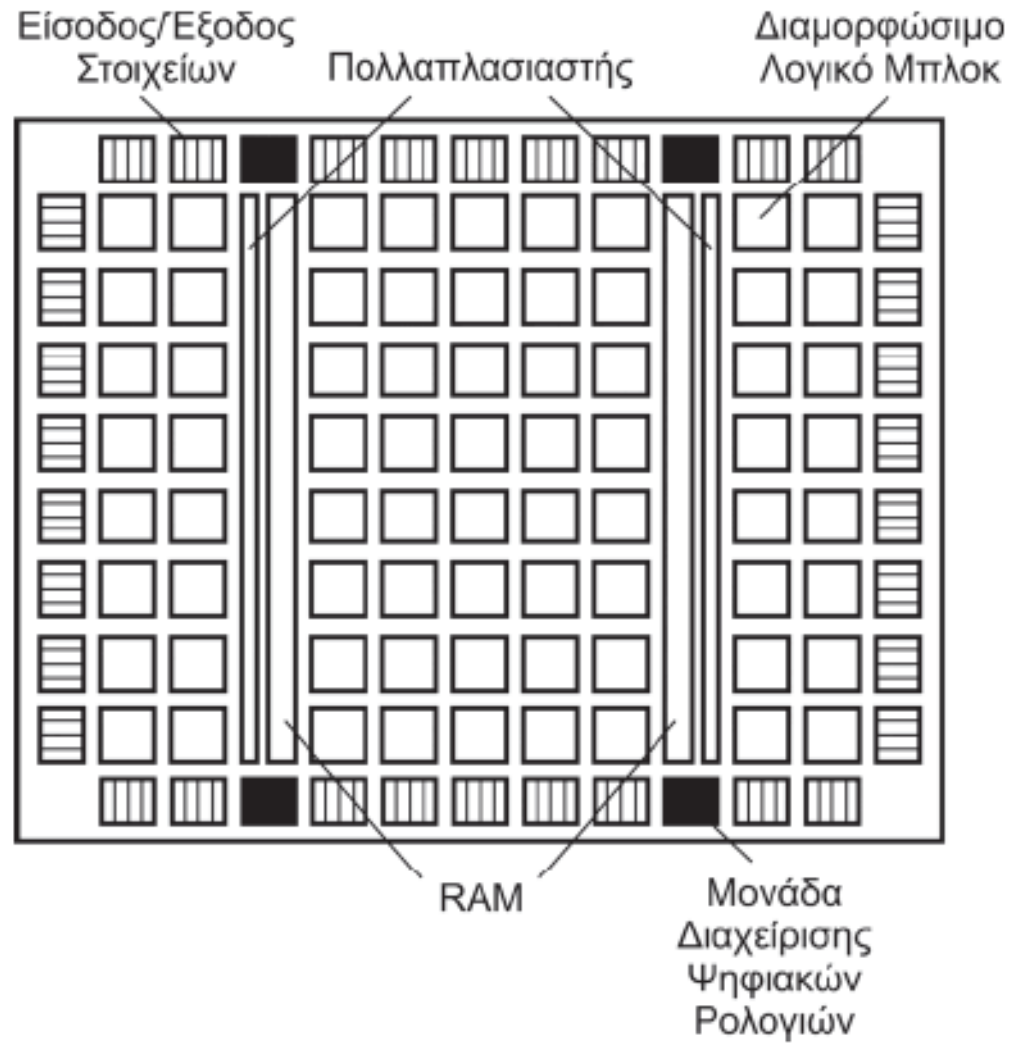 Είσοδος/Έξοδος
Στοιχείων
Πολλαπλασιαστής
Διαμορφώσιμο
Λογικό Μπλοκ
RAM
Μονάδα
Διαχείρισης
Ψηφιακών
Ρολογιών